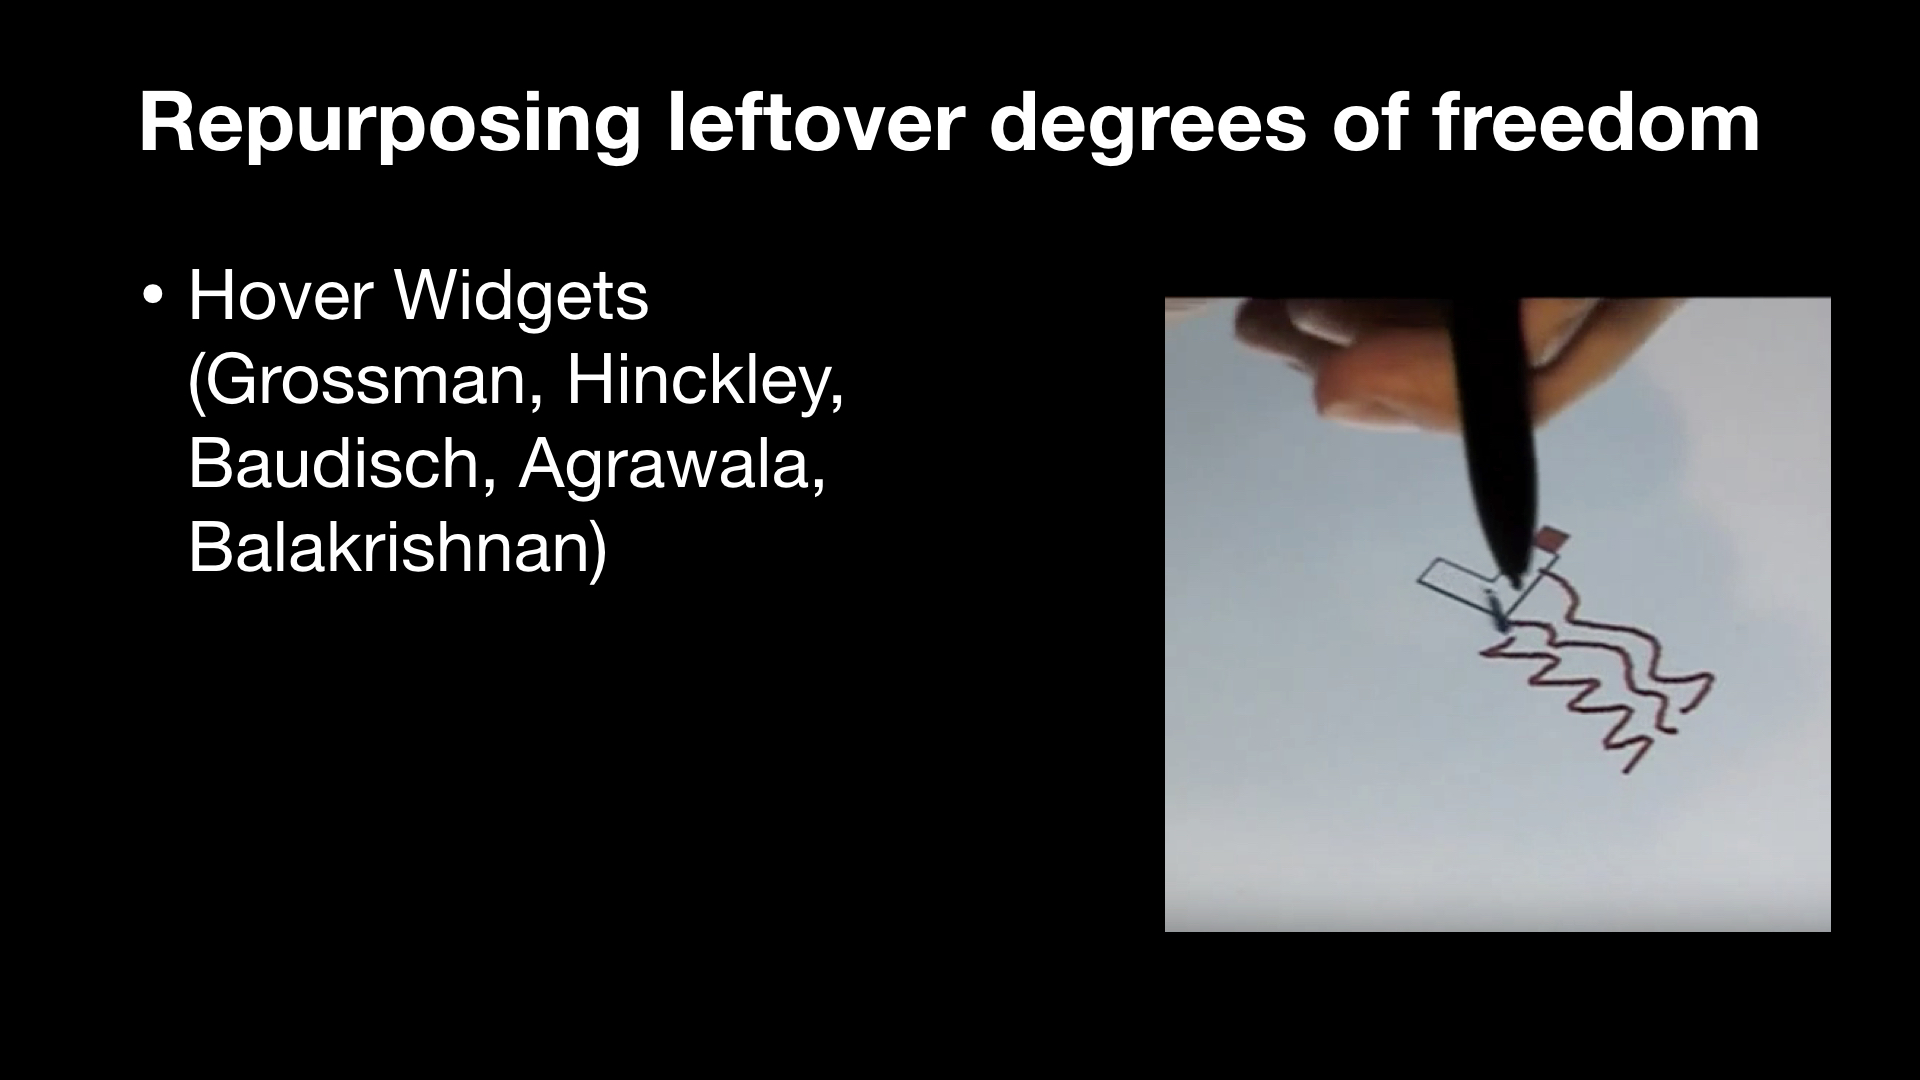 Repurposing leftover degrees of freedom
• Hover Widgets
(Grossman, Hinckley,
Baudisch, Agrawala,
Balakrishnan)